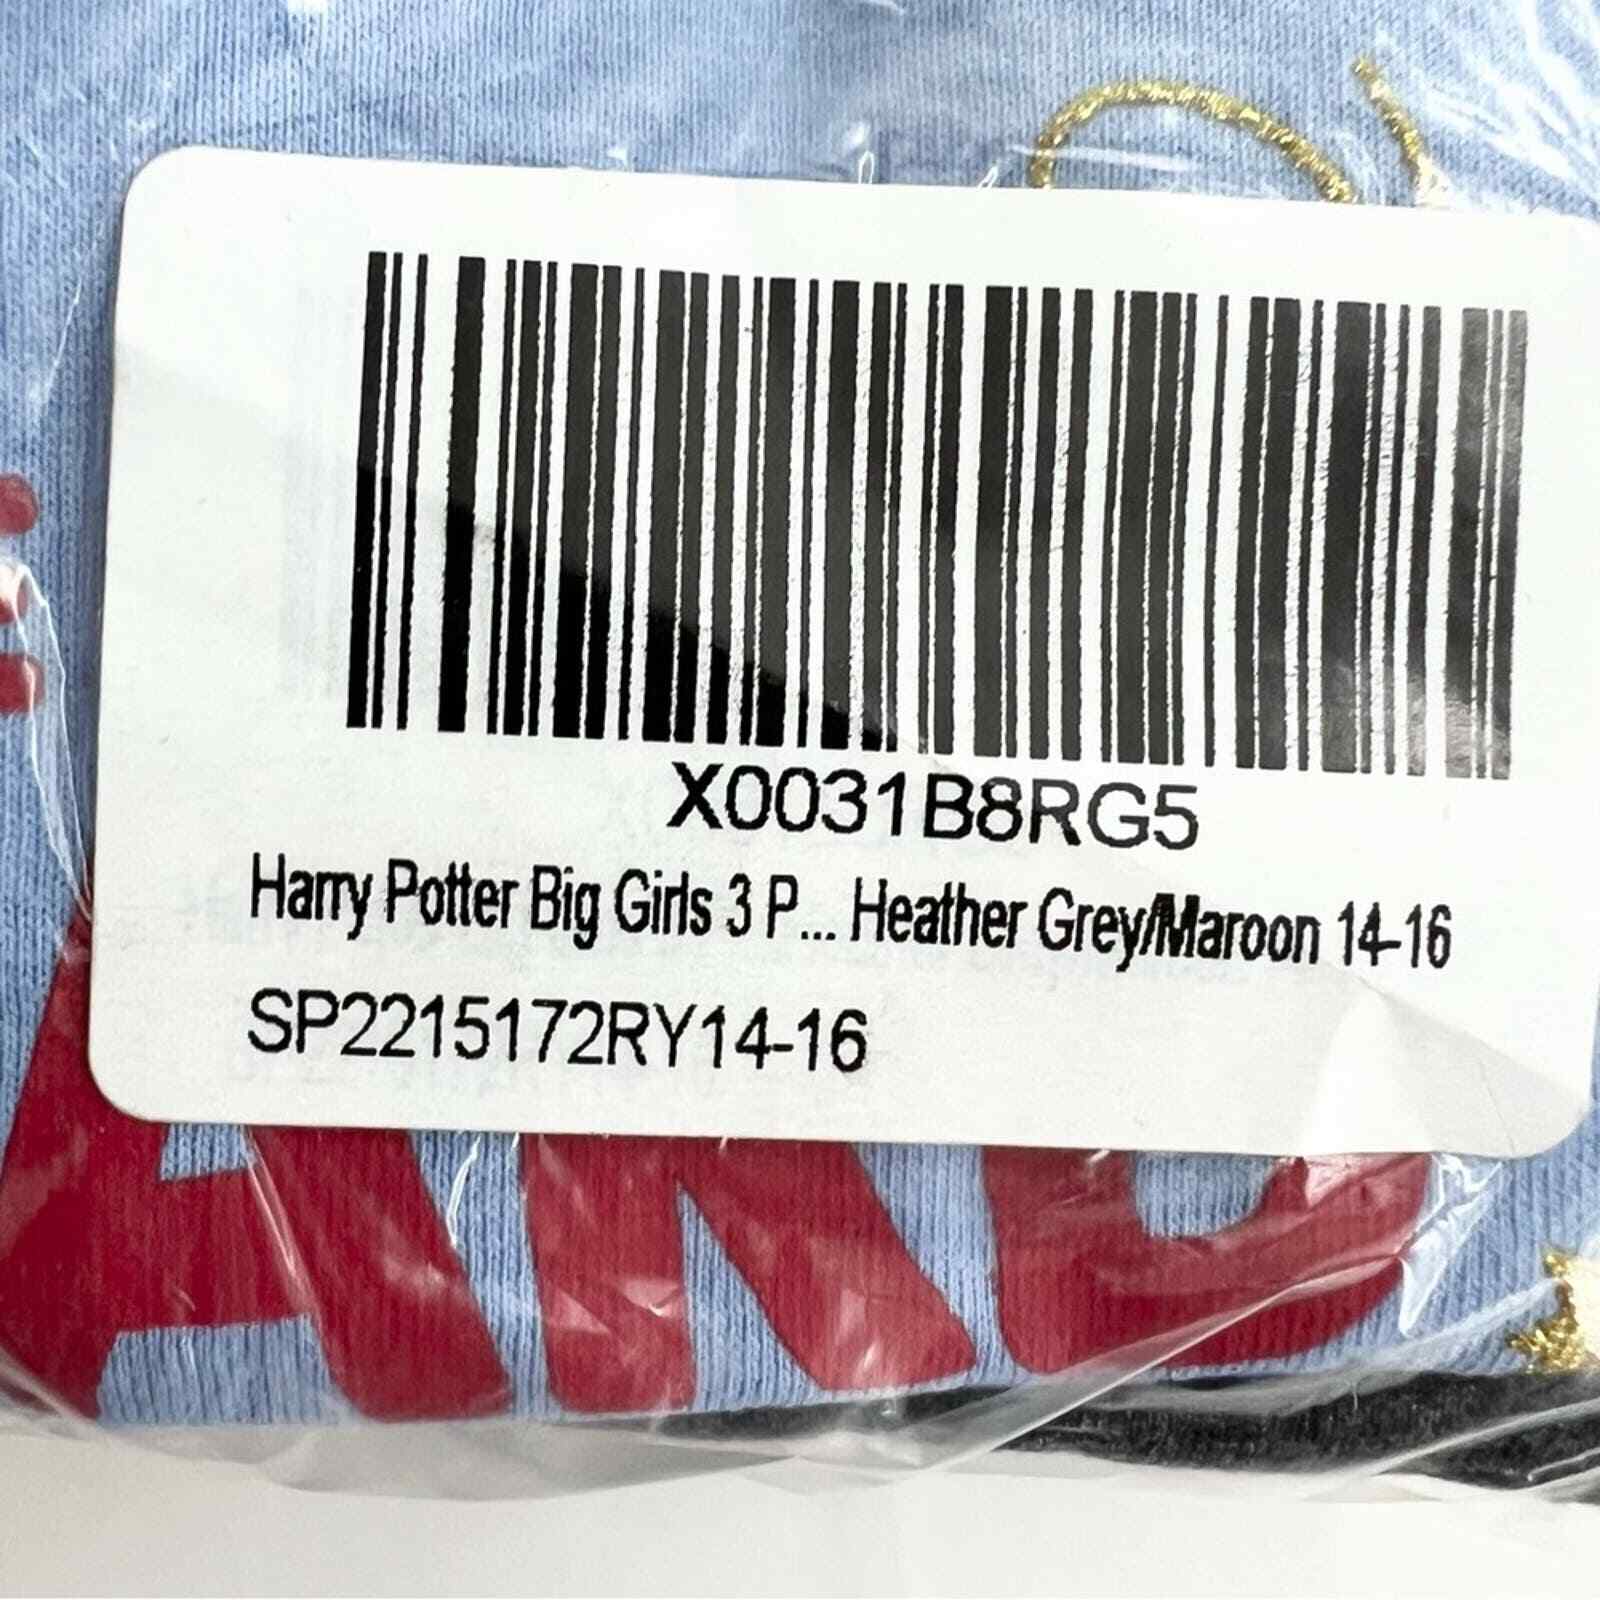 X0031B8RG5
Harry Potter Big Girls 3 P... Heather Grey/Maroon 14-16
SP2215172RY14-16